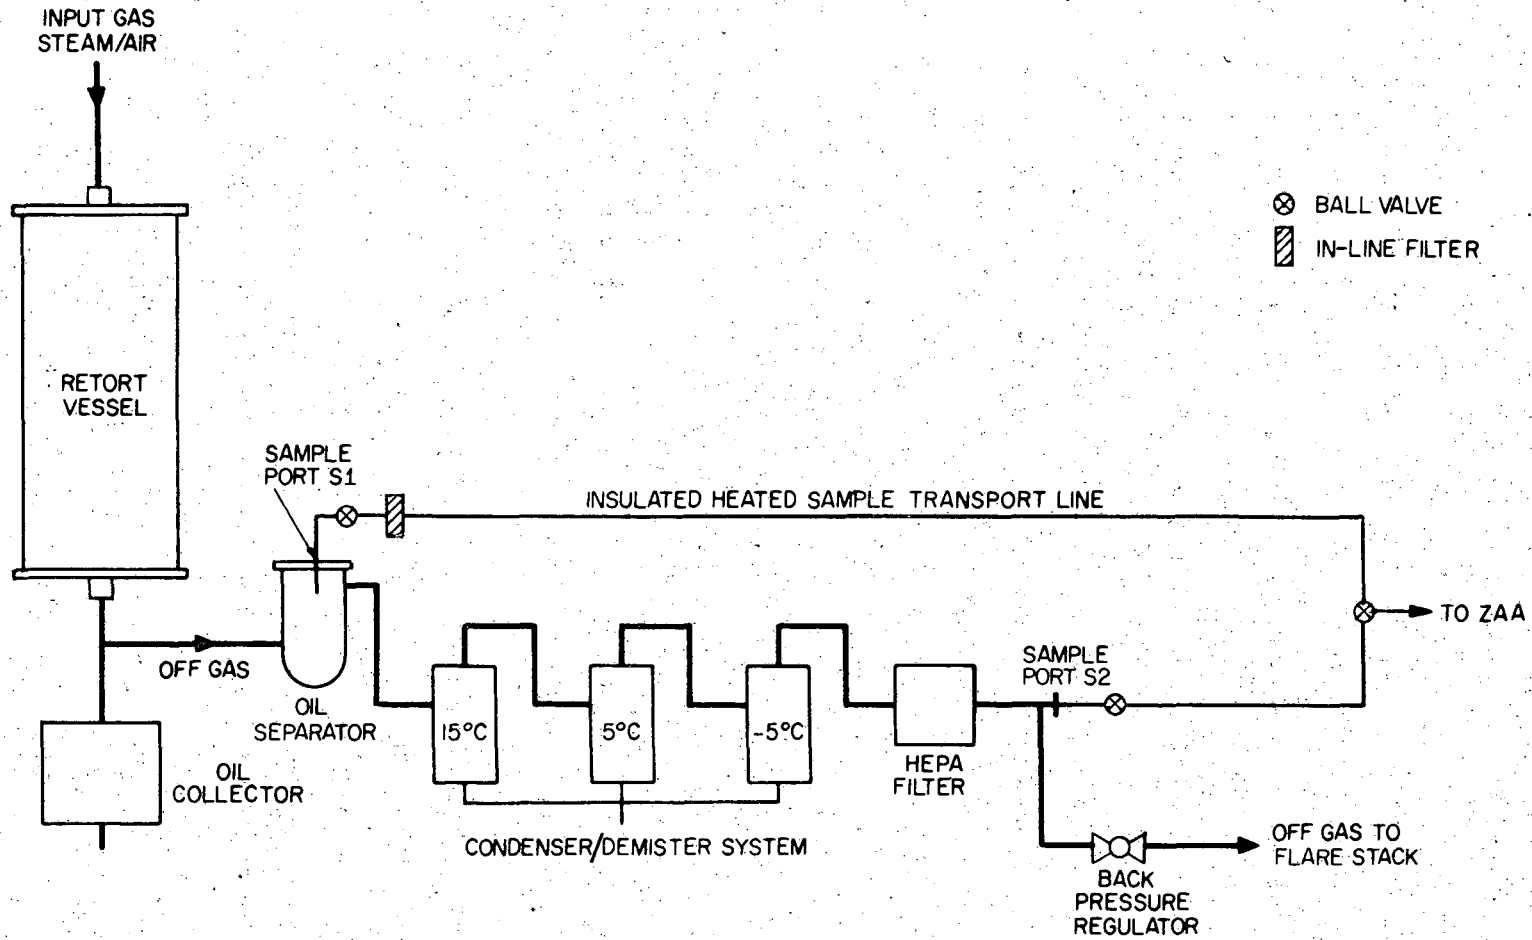 INPUT GAS
STEAM/AIR
BALL VALVE
IN-LINE FILTER
RETORT
VESSEL
SAMPLE
PORT S1
INSULATED HEATED SAMPLE TRANSPORT LINE
TO ZAA
OFF GAS
SAMPLE
PORT S2
OIL
SEPARATOR
15°C
5°C
-5°C
HEPA
FILTER
OIL
COLLECTOR
CONDENSER/DEMISTER SYSTEM
OFF GAS TO
FLARE STACK
BACK
PRESSURE
REGULATOR